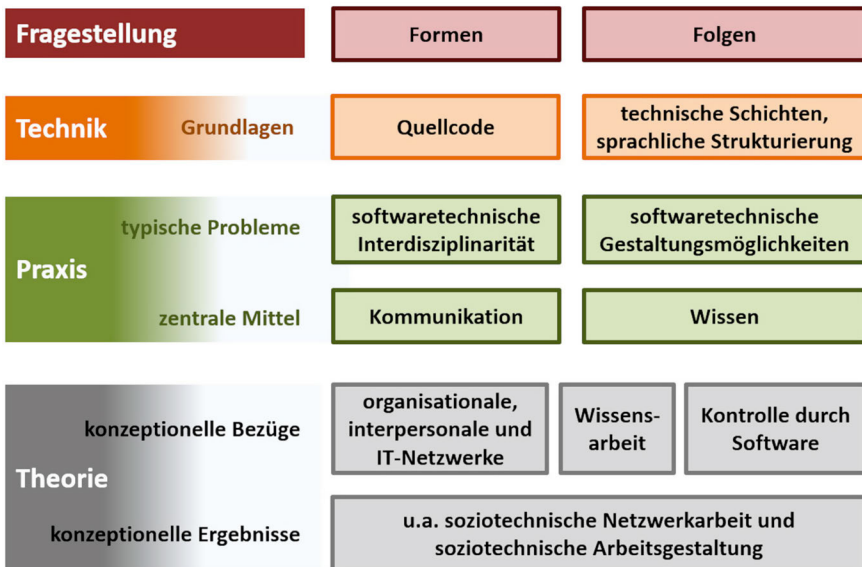 Fragestellung
Formen
Folgen
Technik
Grundlagen
Quellcode
technische Schichten,
sprachliche Strukturierung
Praxis
typische Probleme
softwaretechnische
Interdisziplinarität
softwaretechnische
Gestaltungsmöglichkeiten
zentrale Mittel
Kommunikation
Wissen
Theorie
konzeptionelle Bezüge
organisationale,
interpersonale und
IT-Netzwerke
Wissens-
arbeit
Kontrolle durch
Software
konzeptionelle Ergebnisse
u.a. soziotechnische Netzwerkarbeit und
soziotechnische Arbeitsgestaltung